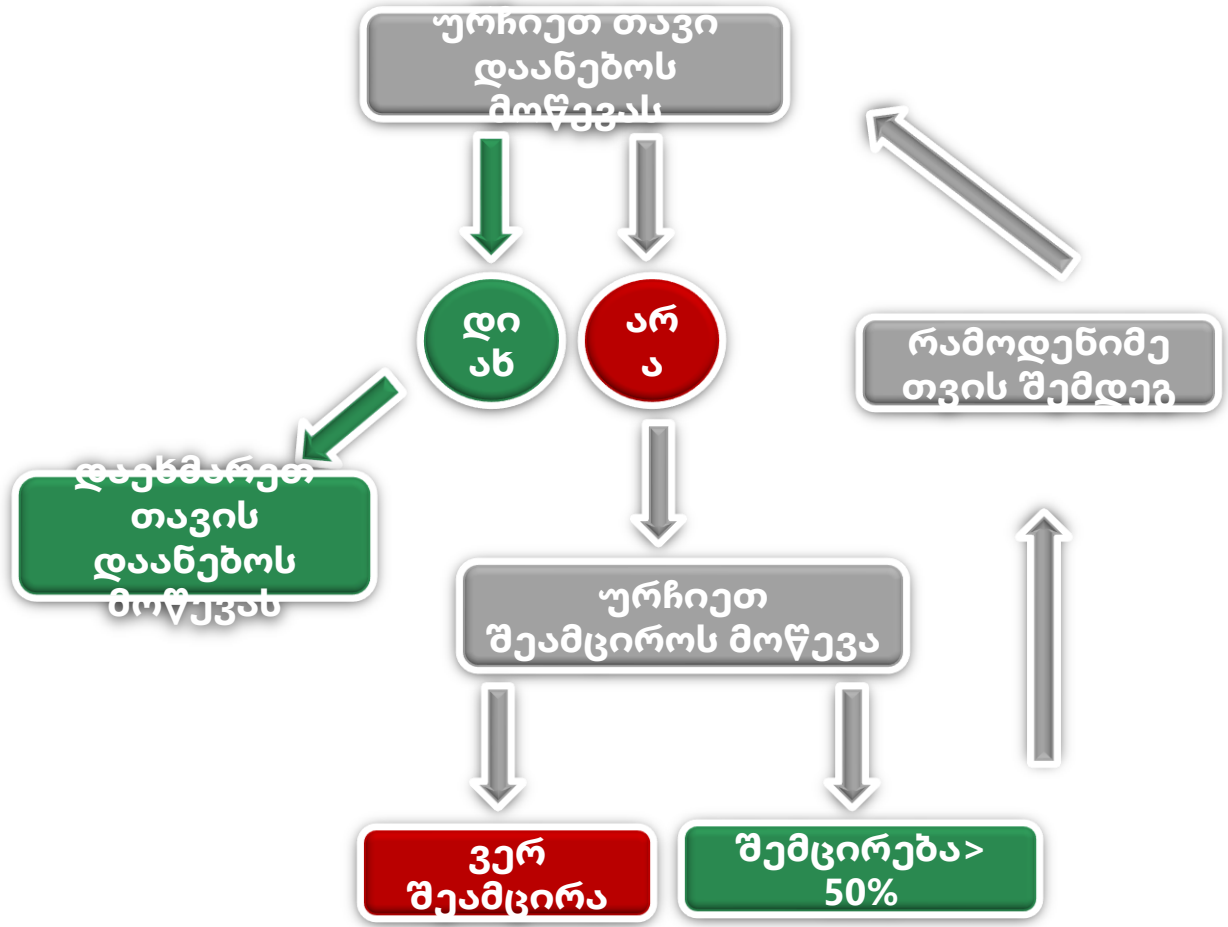 ურჩიეთ თავი
დაანებოს
მოწევას
დი
ახ
არ
ა
რამოდენიმე
თვის შემდეგ
დაეხმარეთ
თავის
დაანებოს
მოწევას
ურჩიეთ
შეამციროს მოწევა
ვერ
შეამცირა
შემცირება>
50%